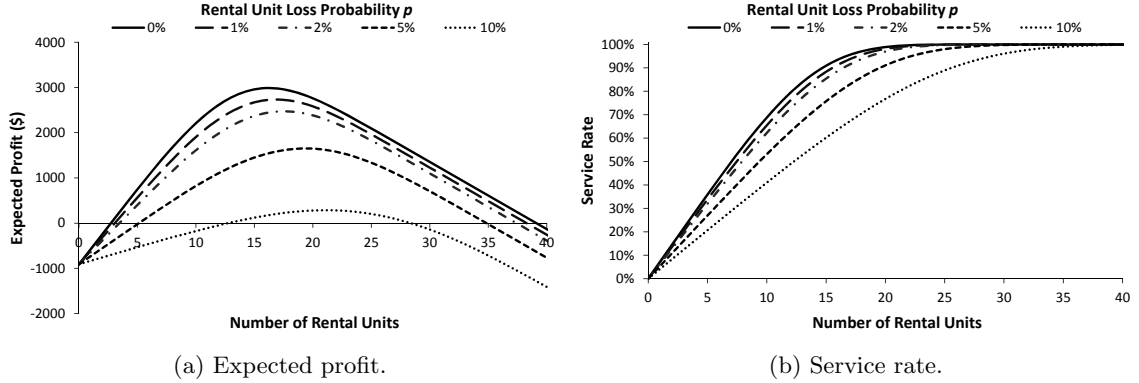 Rental Unit Loss Probability p
0% 1% 2% 5% 10%
4000
3000
2000
1000
0
-1000
-2000
Expected Profit ($)
0 5 10 15 20 25 30 35 40
Number of Rental Units
(a) Expected profit.
Rental Unit Loss Probability p
0% 1% 2% 5% 10%
100%
90%
80%
70%
60%
50%
40%
30%
20%
10%
0%
Service Rate
0 5 10 15 20 25 30 35 40
Number of Rental Units
(b) Service rate.